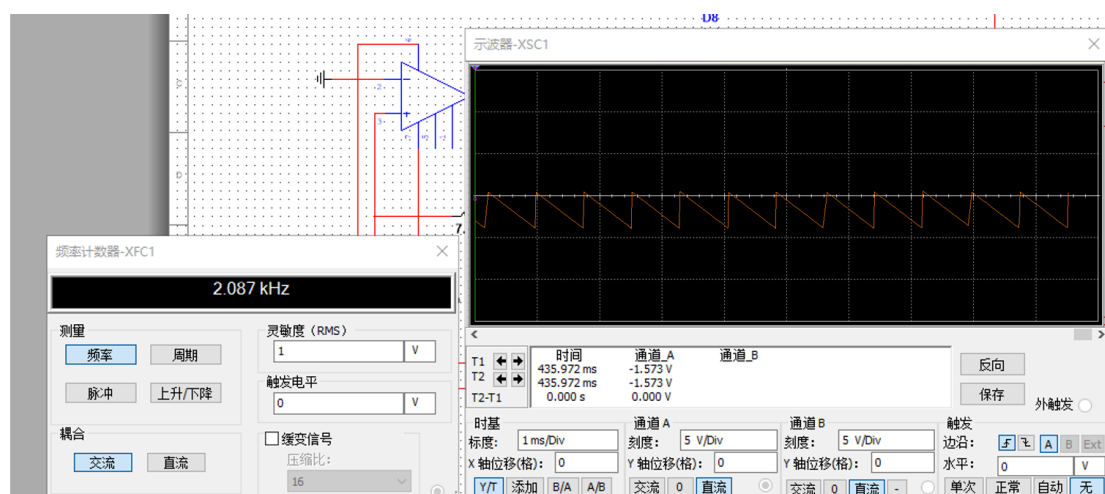 D8
示波器-XSC1
4
2
3
7
5
1
7.
频率计数器-XFC1
2.087 kHz
测量
频率 周期
脉冲 上升/下降
耦合
交流 直流
灵敏度（RMS）
1 V
触发电平
0 V
缓变信号
压缩比：
16
T1
T2
T2-T1
时间 通道_A 通道_B
435.972 ms -1.573 V
435.972 ms -1.573 V
0.000 s 0.000 V
反向
保存
外触发
时基
标度： 1 ms/Div
X 轴位移(格)： 0
Y/T 添加 B/A A/B
通道 A
刻度： 5 V/Div
Y 轴位移(格)： 0
交流 0 直流
通道 B
刻度： 5 V/Div
Y 轴位移(格)： 0
交流 0 直流 -
触发
边沿： A B Ext
水平： 0 V
单次 正常 自动 无